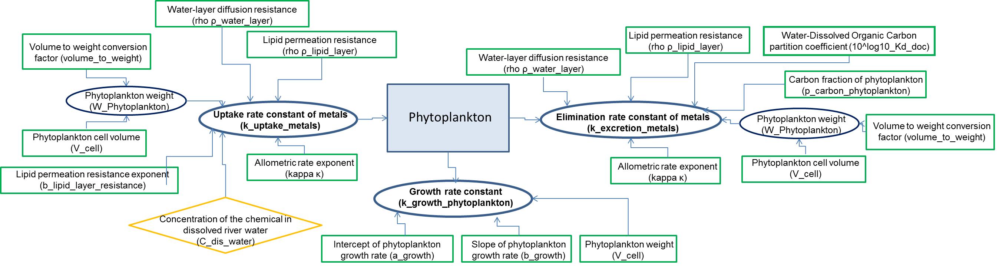 Water-layer diffusion resistance
(rho ρ_water_layer)
Lipid permeation resistance
(rho ρ_lipid_layer)
Volume to weight conversion
factor (volume_to_weight)
Phytoplankton weight
(W_Phytoplankton)
Phytoplankton cell volume
(V_cell)
Lipid permeation resistance exponent
(b_lipid_layer_resistance)
Uptake rate constant of metals
(k_uptake_metals)
Allometric rate exponent
(kappa κ)
Concentration of the chemical in
dissolved river water
(C_dis_water)
Phytoplankton
Growth rate constant
(k_growth_phytoplankton)
Intercept of phytoplankton
growth rate (a_growth)
Slope of phytoplankton
growth rate (b_growth)
Phytoplankton weight
(V_cell)
Water-layer diffusion resistance
(rho ρ_water_layer)
Lipid permeation resistance
(rho ρ_lipid_layer)
Water-Dissolved Organic Carbon
partition coefficient (10^log10_Kd_doc)
Carbon fraction of phytoplankton
(p_carbon_phytoplankton)
Elimination rate constant of metals
(k_excretion_metals)
Phytoplankton weight
(W_Phytoplankton)
Volume to weight conversion
factor (volume_to_weight)
Allometric rate exponent
(kappa κ)
Phytoplankton cell volume
(V_cell)